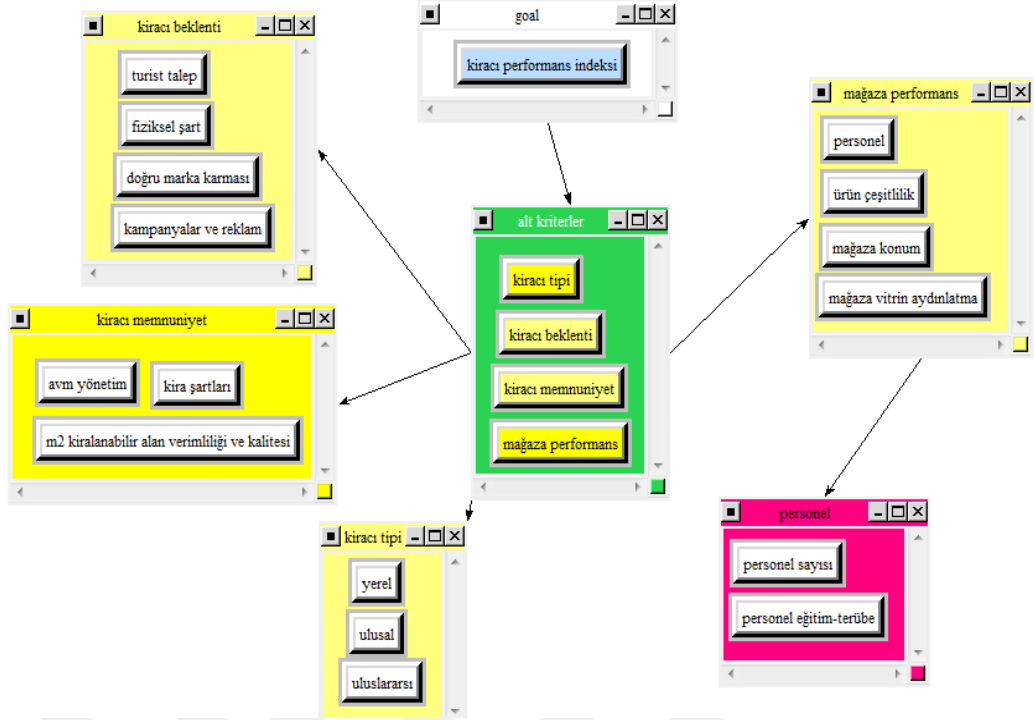 goal
kiracı performans indeksi
kiracı beklenti
turist talep
fiziksel şart
doğru marka karması
kampanyalar ve reklam
mağaza performans
personel
ürün çeşitlilik
mağaza konum
mağaza vitrin aydınlatma
alt kriterler
kiracı tipi
kiracı beklenti
kiracı memnuniyet
mağaza performans
kiracı memnuniyet
avm yönetim
kira şartları
m2 kiralanabilir alan verimliliği ve kalitesi
kiracı tipi
yerel
ulusal
uluslararsı
personel
personel sayısı
personel eğitim-terübe